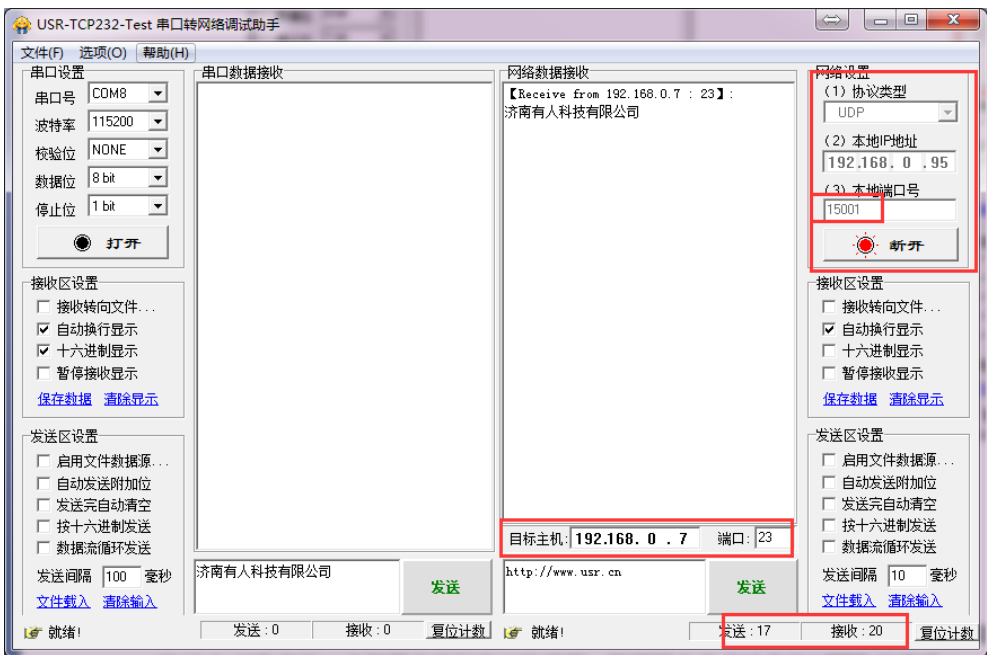 USR-TCP232-Test 串口转网络调试助手
文件(F) 选项(O) 帮助(H)
串口设置
串口号 COM8
波特率 115200
校验位 NONE
数据位 8 bit
停止位 1 bit
打开
接收区设置
接收转向文件...
自动换行显示
十六进制显示
暂停接收显示
保存数据 清除显示
发送区设置
启用文件数据源...
自动发送附加位
发送完自动清空
按十六进制发送
数据流循环发送
发送间隔 100 毫秒
文件载入 清除输入
就绪!
串口数据接收
济南有人科技有限公司
发送
发送:0 接收:0 复位计数
网络数据接收
【Receive from 192.168.0.7 : 23】:
济南有人科技有限公司
目标主机: 192.168. 0 . 7 端口: 23
http://www.usr.cn
发送
就绪!
发送:17 接收:20 复位计数
网络设置
(1) 协议类型
UDP
(2) 本地IP地址
192.168. 0 .95
(3) 本地端口号
15001
断开
接收区设置
接收转向文件...
自动换行显示
十六进制显示
暂停接收显示
保存数据 清除显示
发送区设置
启用文件数据源...
自动发送附加位
发送完自动清空
按十六进制发送
数据流循环发送
发送间隔 10 毫秒
文件载入 清除输入